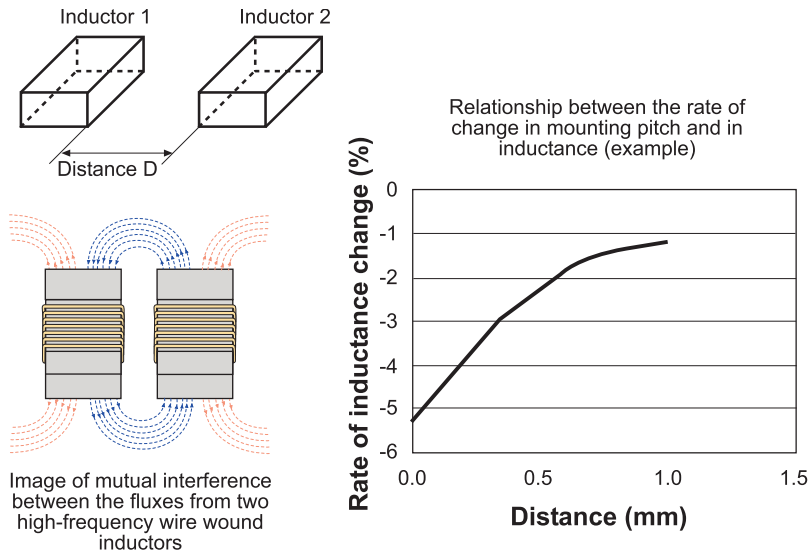 Inductor 1
Inductor 2
Distance D
Image of mutual interference
between the fluxes from two
high-frequency wire wound
inductors
Relationship between the rate of
change in mounting pitch and in
inductance (example)
Rate of inductance change (%)
0
-1
-2
-3
-4
-5
-6
0.0
0.5
1.0
1.5
Distance (mm)